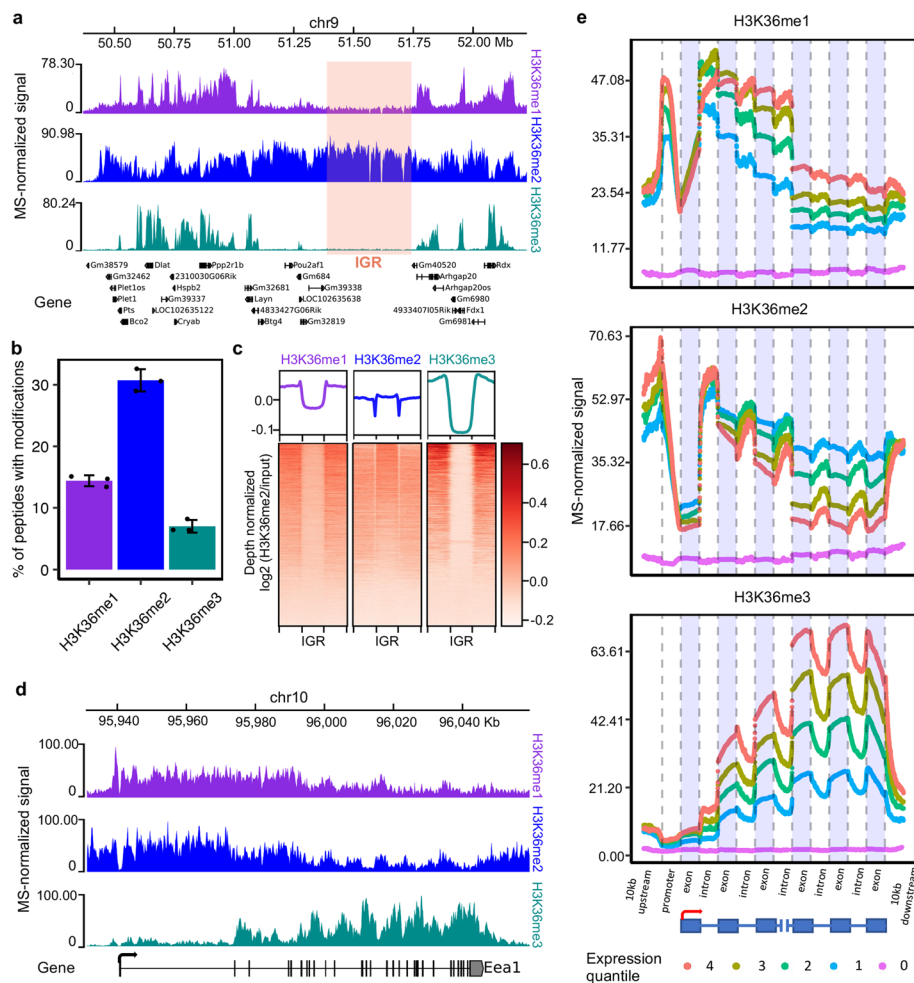 a
chr9
50.50 50.75 51.00 51.25 51.50 51.75 52.00 Mb
MS-normalized signal
78.30
0
H3K36me1
90.98
0
H3K36me2
80.24
0
H3K36me3
IGR
Gene
Gm38579 Dlat Ppp2r1b Pou2af1 Gm40520 Rdx
Gm32462 2310030G06Rik Gm684 Arhgap20
Plet1os Hspb2 Gm32681 Gm39338 Arhgap20os
Plet1 Gm39337 Layn LOC102635638 Gm6980
Pts LOC102635122 4833427G06Rik 4933407I05Rik Fdx1
Bco2 Cryab Btg4 Gm32819 Gm6981
b
% of peptides with modifications
30
20
10
0
H3K36me1
H3K36me2
H3K36me3
c
H3K36me1 H3K36me2 H3K36me3
0.0
-0.1
Depth normalized
log2(H3K36me2/input)
0.6
0.4
0.2
0.0
-0.2
IGR IGR IGR
d
chr10
95,940 95,960 95,980 96,000 96,020 96,040 Kb
MS-normalized signal
100.00
0
H3K36me1
100.00
0
H3K36me2
100.00
0
H3K36me3
Gene
Eea1
e
H3K36me1
47.08
35.31
23.54
11.77
H3K36me2
70.63
52.97
35.32
17.66
MS-normalized signal
H3K36me3
63.61
42.41
21.20
0.00
10kb
upstream
promoter
exon
intron
exon
intron
exon
intron
exon
intron
exon
intron
exon
10kb
downstream
Expression
quantile
4 3 2 1 0